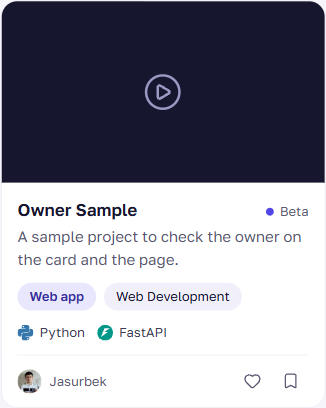 Owner Sample
Beta
A sample project to check the owner on
the card and the page.
Web app
Web Development
Python
FastAPI
Jasurbek